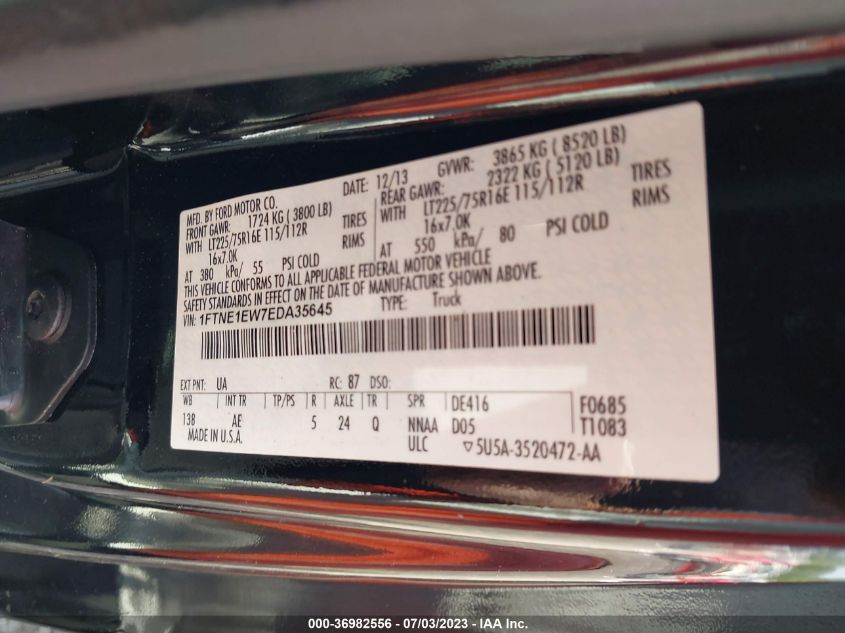 MFD. BY FORD MOTOR CO. DATE: 12/13 GVWR: 3865 KG ( 8520 LB)
FRONT GAWR: 1724 KG ( 3800 LB) REAR GAWR: 2322 KG ( 5120 LB)
WITH LT225/75R16E 115/112R TIRES WITH LT225/75R16E 115/112R TIRES
16x7.0K RIMS 16x7.0K RIMS
AT 380 kPa/ 55 PSI COLD AT 550 kPa/ 80 PSI COLD
THIS VEHICLE CONFORMS TO ALL APPLICABLE FEDERAL MOTOR VEHICLE
SAFETY STANDARDS IN EFFECT ON THE DATE OF MANUFACTURE SHOWN ABOVE.
VIN: 1FTNE1EW7EDA35645 TYPE: Truck
EXT PNT: UA RC: 87 DSO:
WB INT TR TP/PS R AXLE TR SPR DE416 F0685
138 AE 5 24 Q NNAA D05 T1083
MADE IN U.S.A. ULC ▽5U5A-3520472-AA
000-36982556 - 07/03/2023 - IAA Inc.